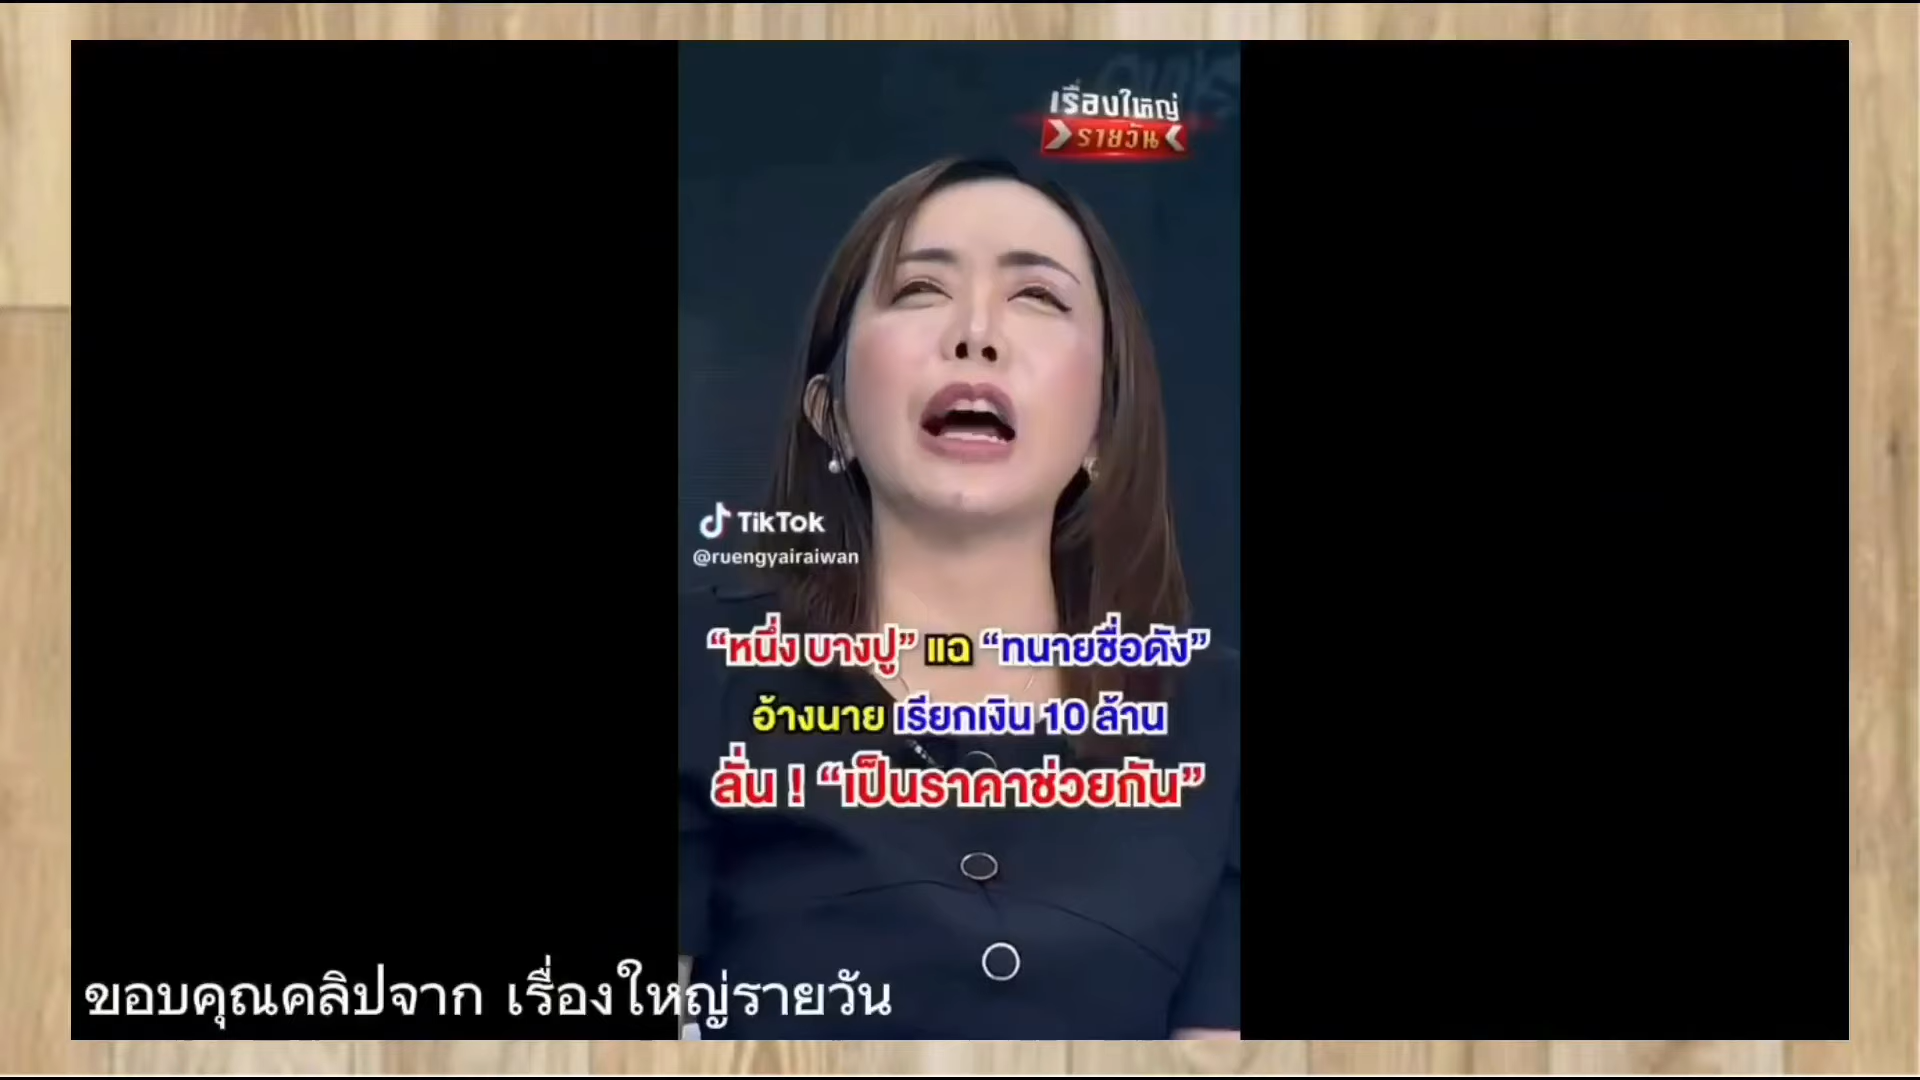 เรื่องใหญ่
รายวัน
TikTok
@ruengyairaiwan
“หนึ่ง บางปู” แฉ “ทนายชื่อดัง”
อ้างนาย เรียกเงิน 10 ล้าน
ลั่น ! “เป็นราคาช่วยกัน”
ขอบคุณคลิปจาก เรื่องใหญ่รายวัน